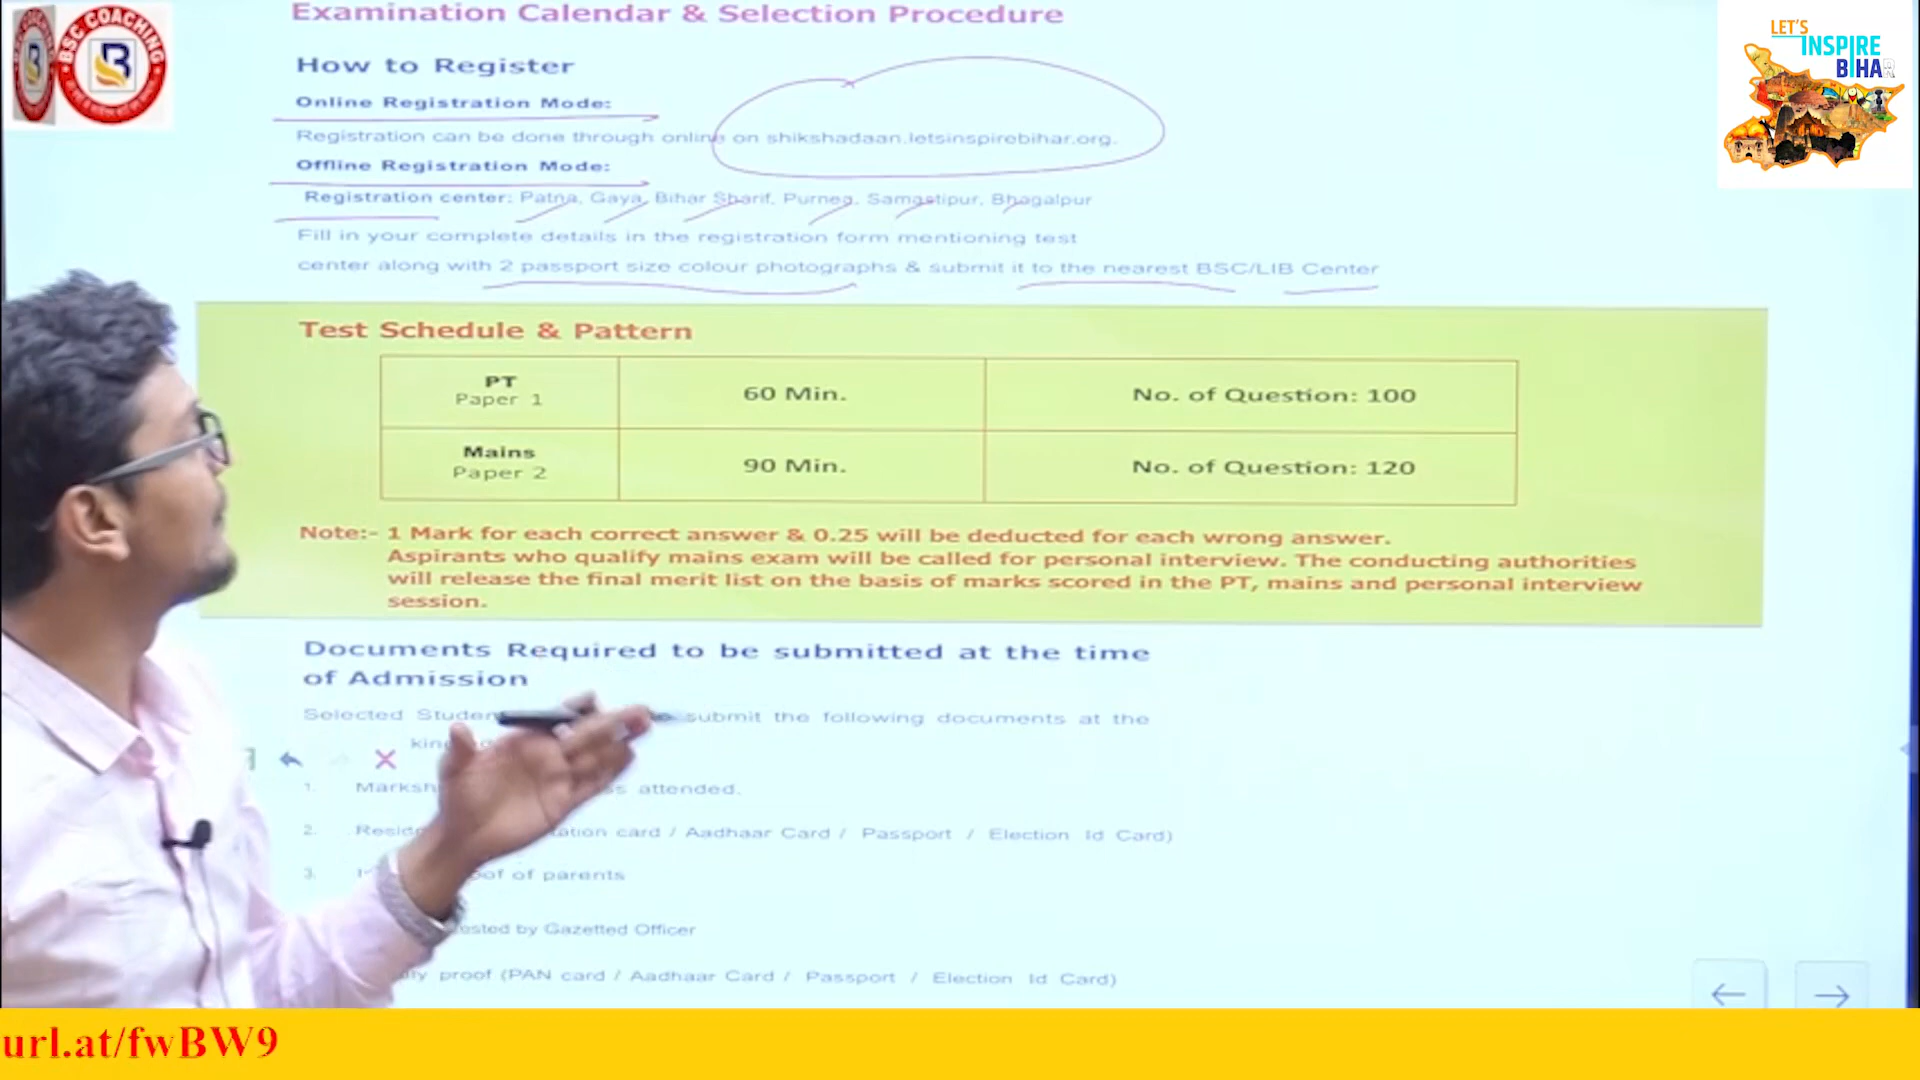 Examination Calendar & Selection Procedure
BSC COACHING
LET'S
INSPIRE
BIHAR
How to Register
Online Registration Mode:
Registration can be done through online on shikshadaan.letsinspirebihar.org.
Offline Registration Mode:
Registration center: Patna, Gaya, Bihar Sharif, Purnea, Samastipur, Bhagalpur
Fill in your complete details in the registration form mentioning test
center along with 2 passport size colour photographs & submit it to the nearest BSC/LIB Center
Test Schedule & Pattern
PT
Paper 1
60 Min.
No. of Question: 100
Mains
Paper 2
90 Min.
No. of Question: 120
Note:- 1 Mark for each correct answer & 0.25 will be deducted for each wrong answer.
Aspirants who qualify mains exam will be called for personal interview. The conducting authorities
will release the final merit list on the basis of marks scored in the PT, mains and personal interview
session.
Documents Required to be submitted at the time
of Admission
Selected submit the following documents at the
1. attended.
2. card / Aadhaar Card / Passport / Election Id Card)
3. of parents
by Gazetted Officer
proof (PAN card / Aadhaar Card / Passport / Election Id Card)
url.at/fwBW9